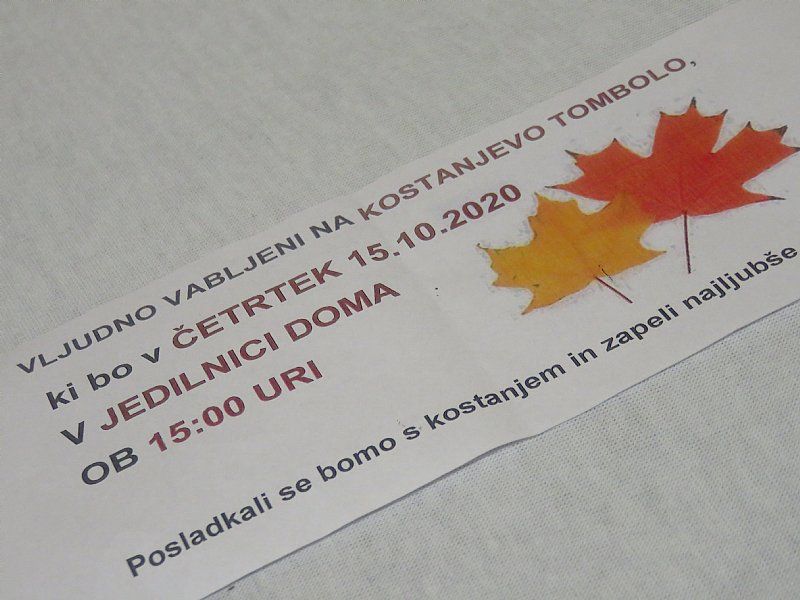 VLJUDNO VABLJENI NA KOSTANJEVO TOMBOLO,
ki bo v ČETRTEK 15.10.2020
V JEDILNICI DOMA
OB 15:00 URI
Posladkali se bomo s kostanjem in zapeli najljubše